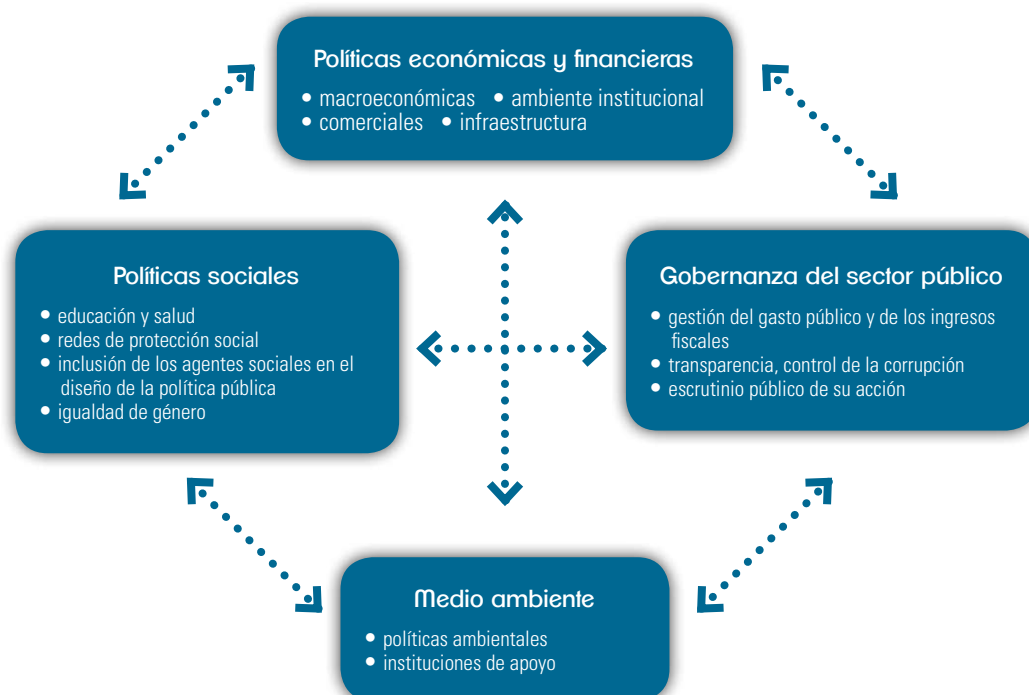 Políticas económicas y financieras
• macroeconómicas • ambiente institucional
• comerciales • infraestructura
Políticas sociales
• educación y salud
• redes de protección social
• inclusión de los agentes sociales en el
diseño de la política pública
• igualdad de género
Gobernanza del sector público
• gestión del gasto público y de los ingresos
fiscales
• transparencia, control de la corrupción
• escrutinio público de su acción
Medio ambiente
• políticas ambientales
• instituciones de apoyo